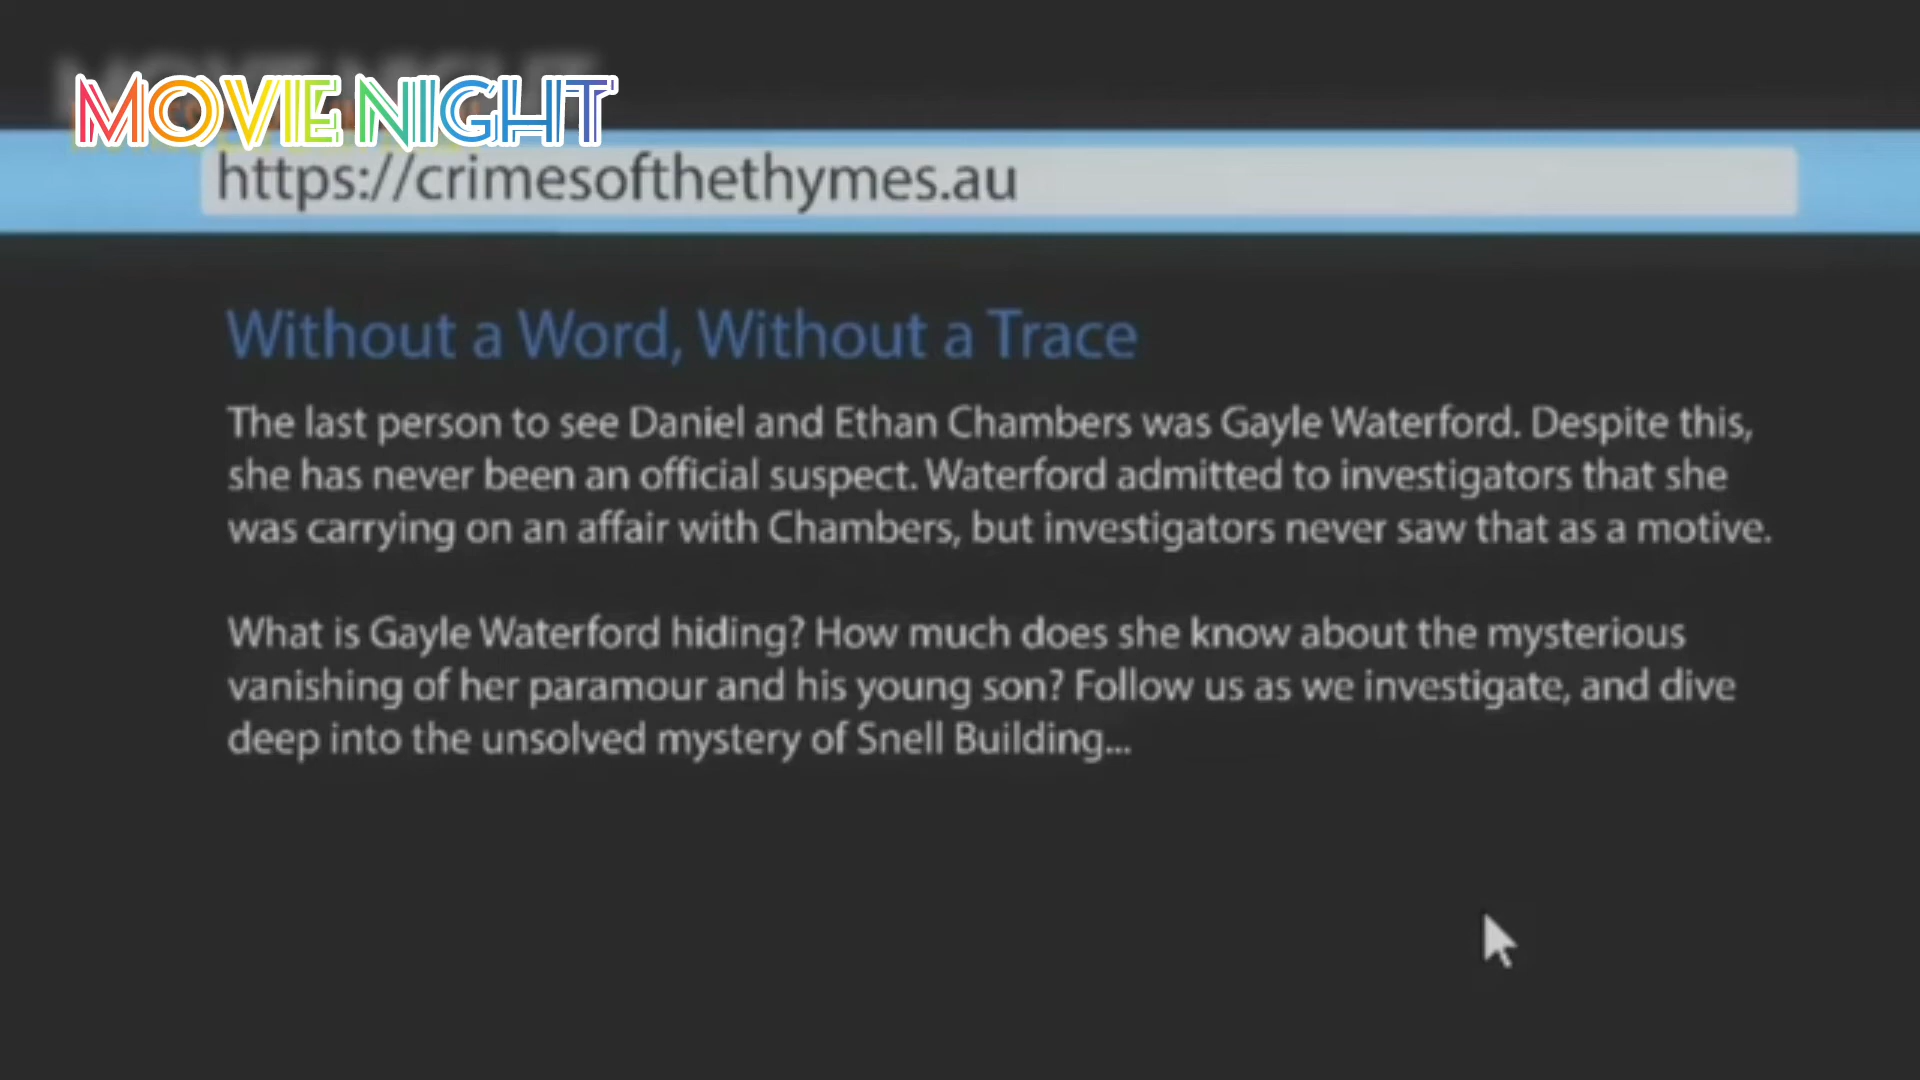 MOVIE NIGHT
https://crimesofthethymes.au
Without a Word, Without a Trace
The last person to see Daniel and Ethan Chambers was Gayle Waterford. Despite this,
she has never been an official suspect. Waterford admitted to investigators that she
was carrying on an affair with Chambers, but investigators never saw that as a motive.
What is Gayle Waterford hiding? How much does she know about the mysterious
vanishing of her paramour and his young son? Follow us as we investigate, and dive
deep into the unsolved mystery of Snell Building...